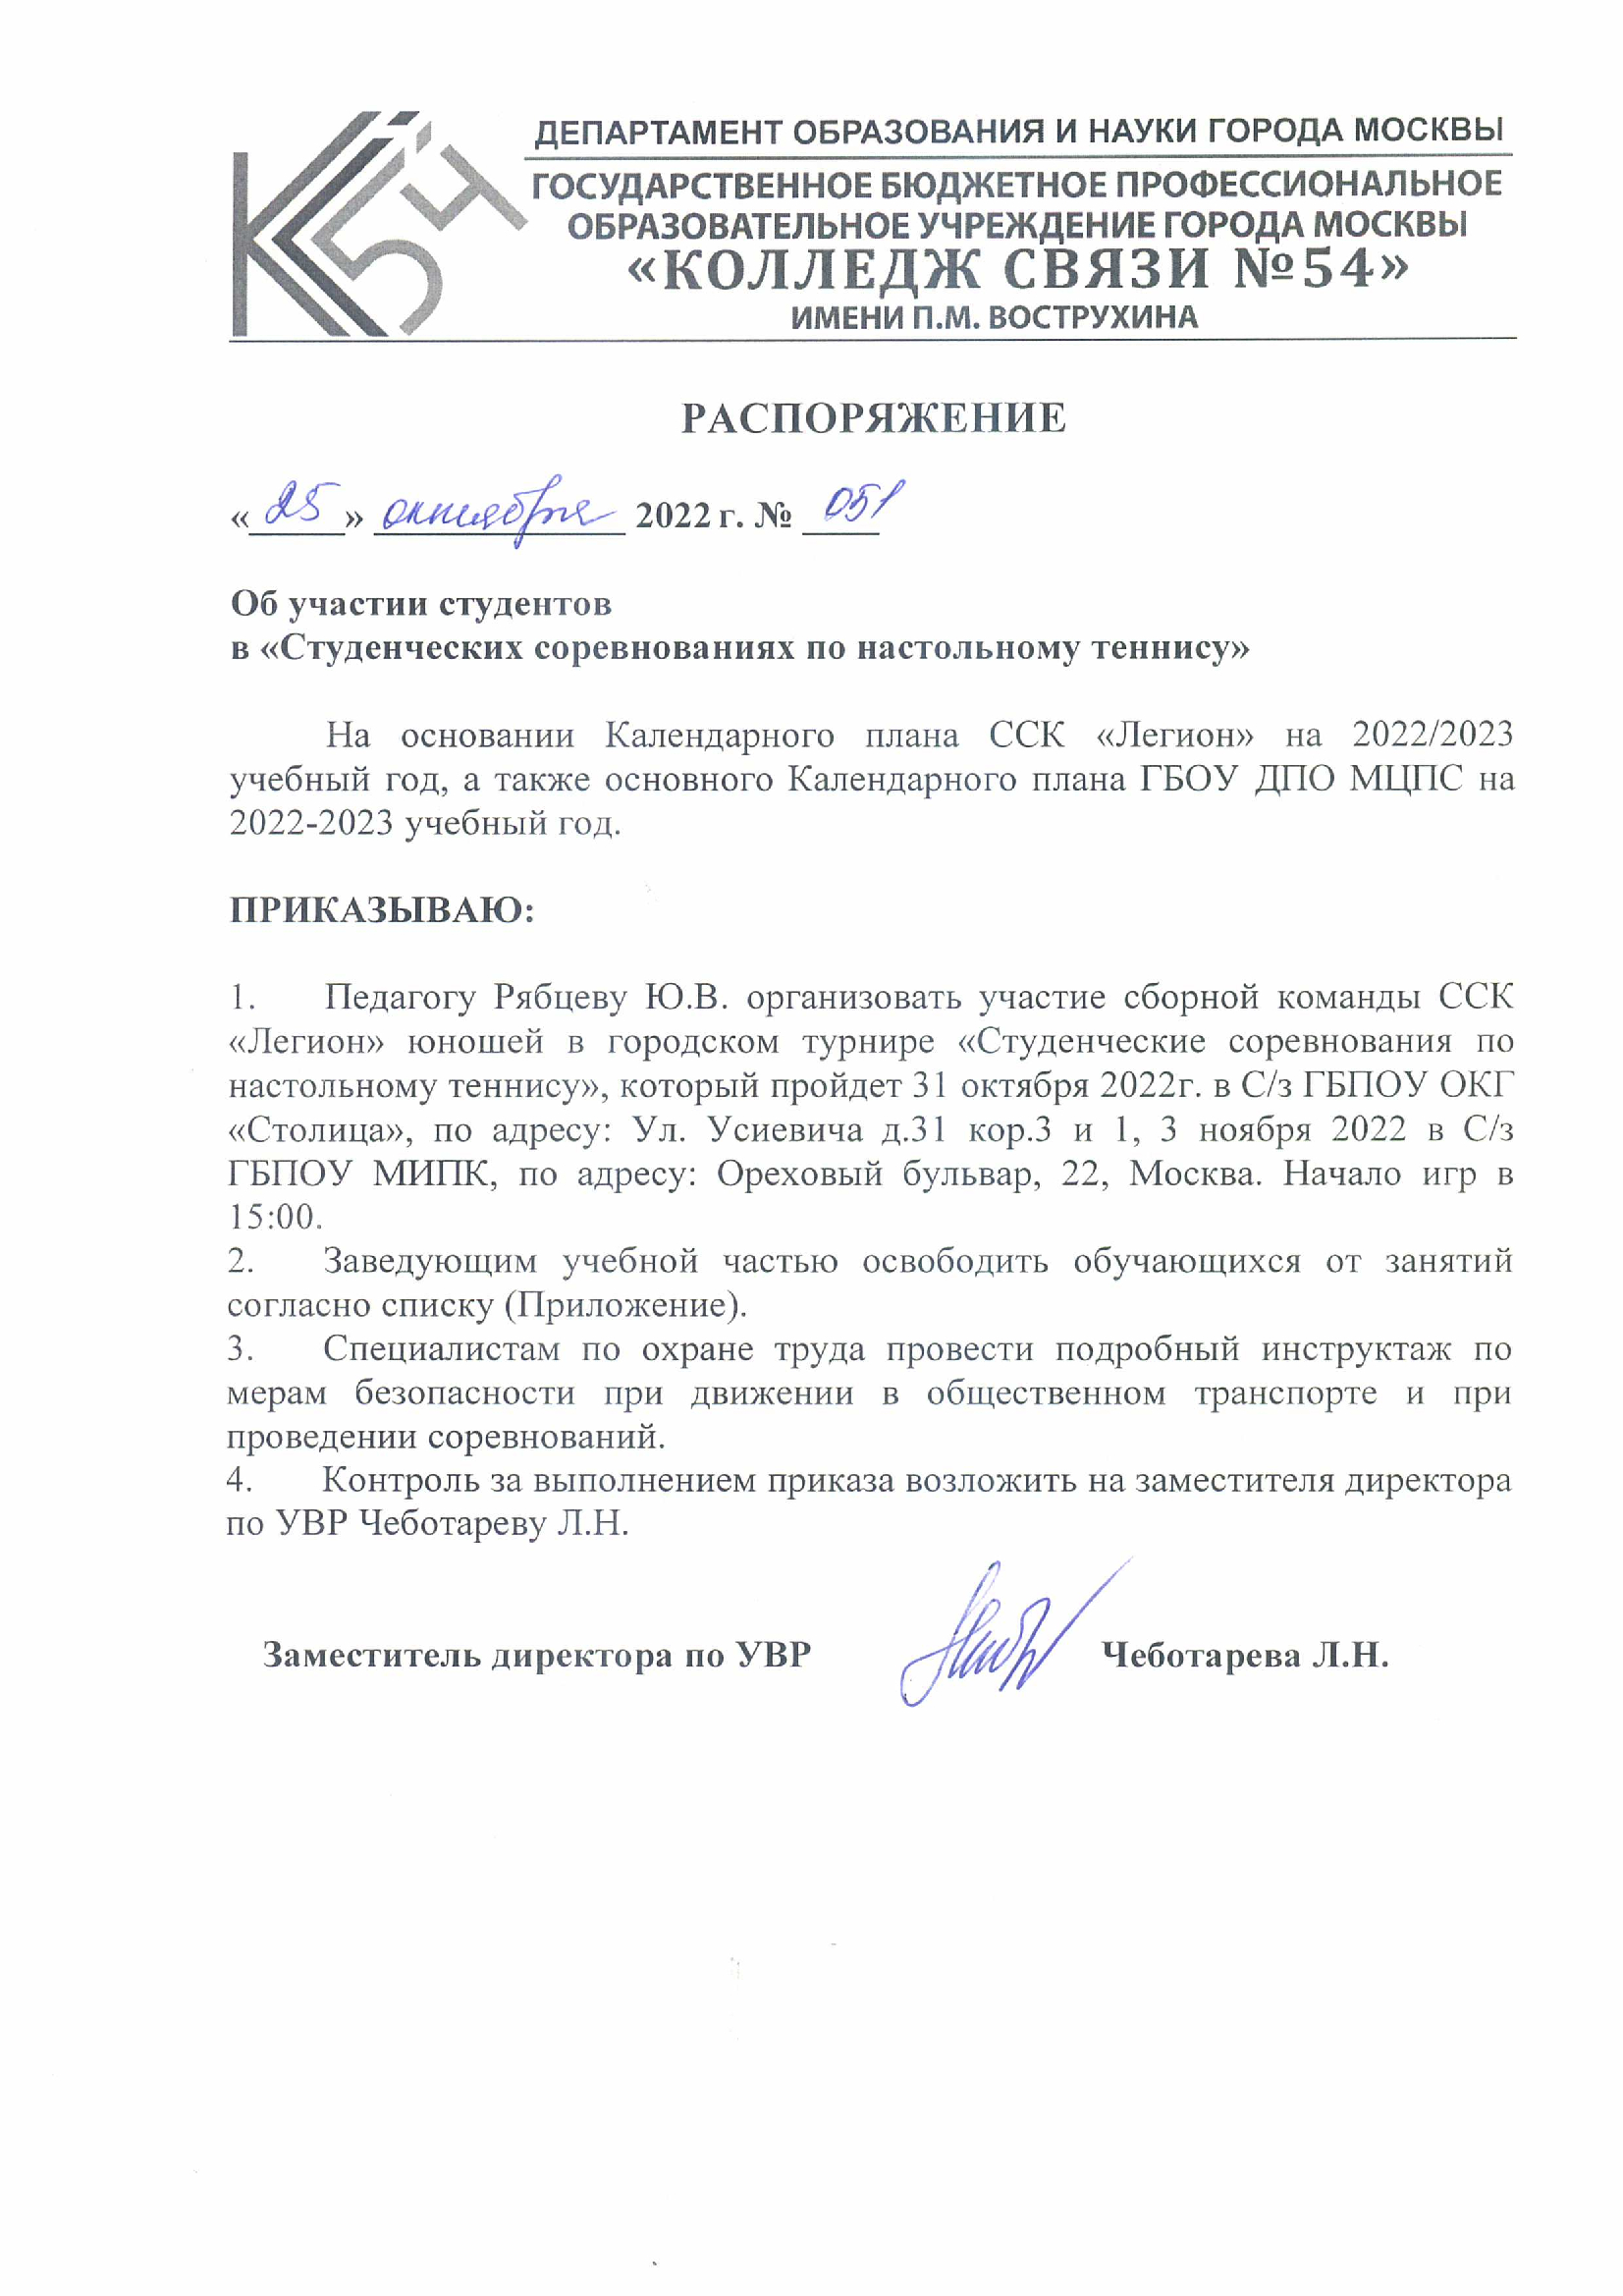 К54
ДЕПАРТАМЕНТ ОБРАЗОВАНИЯ И НАУКИ ГОРОДА МОСКВЫ
ГОСУДАРСТВЕННОЕ БЮДЖЕТНОЕ ПРОФЕССИОНАЛЬНОЕ
ОБРАЗОВАТЕЛЬНОЕ УЧРЕЖДЕНИЕ ГОРОДА МОСКВЫ
«КОЛЛЕДЖ СВЯЗИ №54»
ИМЕНИ П.М. ВОСТРУХИНА
РАСПОРЯЖЕНИЕ
«25» октября 2022 г. № 051
Об участии студентов
в «Студенческих соревнованиях по настольному теннису»
На основании Календарного плана ССК «Легион» на 2022/2023
учебный год, а также основного Календарного плана ГБОУ ДПО МЦПС на
2022-2023 учебный год.
ПРИКАЗЫВАЮ:
1. Педагогу Рябцеву Ю.В. организовать участие сборной команды ССК
«Легион» юношей в городском турнире «Студенческие соревнования по
настольному теннису», который пройдет 31 октября 2022г. в С/з ГБПОУ ОКГ
«Столица», по адресу: Ул. Усиевича д.31 кор.3 и 1, 3 ноября 2022 в С/з
ГБПОУ МИПК, по адресу: Ореховый бульвар, 22, Москва. Начало игр в
15:00.
2. Заведующим учебной частью освободить обучающихся от занятий
согласно списку (Приложение).
3. Специалистам по охране труда провести подробный инструктаж по
мерам безопасности при движении в общественном транспорте и при
проведении соревнований.
4. Контроль за выполнением приказа возложить на заместителя директора
по УВР Чеботареву Л.Н.
Заместитель директора по УВР Чеботарева Л.Н.